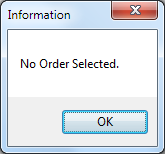 Information
No Order Selected.
OK